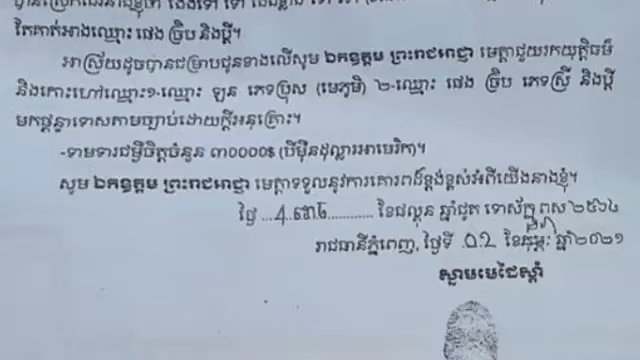 តែគាត់អាងឈ្មោះ ផេង ច្រឹប និងប្ដី។
អាស្រ័យដូចបានជម្រាបជូនខាងលើសូម ឯកឧត្តម ព្រះរាជអាជ្ញា មេត្តាជួយរកយុត្តិធម៌
និងកោះហៅឈ្មោះ១-ឈ្មោះ ឡុន ភេទប្រុស (មេភូមិ) ២-ឈ្មោះ ផេង ច្រឹប ភេទស្រី និងប្ដី
មកផ្ដន្ទាទោសតាមច្បាប់ដោយក្ដីអនុគ្រោះ។
-ទាមទារជម្ងឺចិត្តចំនួន ៣០០០០$ (បីម៉ឺនដុល្លារអាមេរិក)។
សូម ឯកឧត្តម ព្រះរាជអាជ្ញា មេត្តាទទួលនូវការគោរពដ៏ខ្ពង់ខ្ពស់អំពីយើងនាងខ្ញុំ។
ថ្ងៃ ............... ខែផល្គុន ឆ្នាំជូត ទោស័ក ព.ស ២៥៦៤
រាជធានីភ្នំពេញ, ថ្ងៃទី ០២ ខែកុម្ភៈ ឆ្នាំ២០២១
ស្នាមមេដៃស្ដាំ